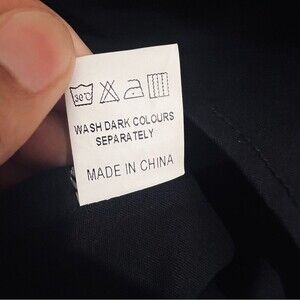 30°C
WASH DARK COLOURS
SEPARATELY
MADE IN CHINA